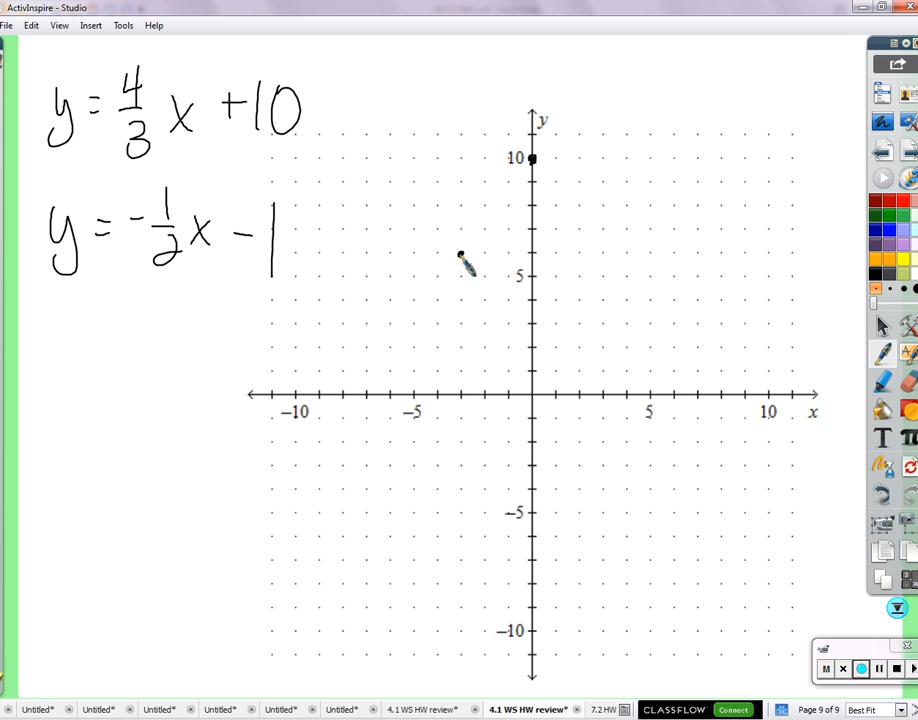 ActivInspire - Studio
File Edit View Insert Tools Help
y = 4/3 x + 10
y = -1/2 x - 1
y
10
5
-10 -5 5 10 x
-5
-10
M
Untitled* Untitled* Untitled* Untitled* Untitled* Untitled* 4.1 WS HW review* 4.1 WS HW review* 7.2 HW CLASSFLOW Connect Page 9 of 9 Best Fit